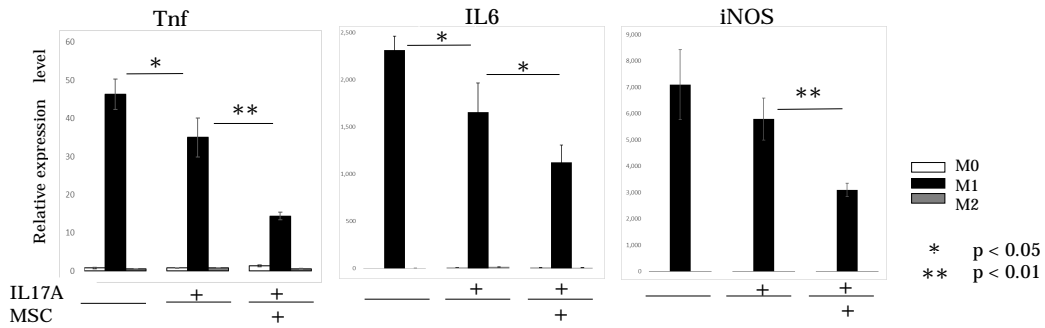 Tnf
IL6
iNOS
Relative expression level
60
50
40
30
20
10
0
2,500
2,000
1,500
1,000
500
0
9,000
8,000
7,000
6,000
5,000
4,000
3,000
2,000
1,000
0
*
**
*
*
**
M0
M1
M2
* p < 0.05
** p < 0.01
IL17A + + + + + +
MSC + + +